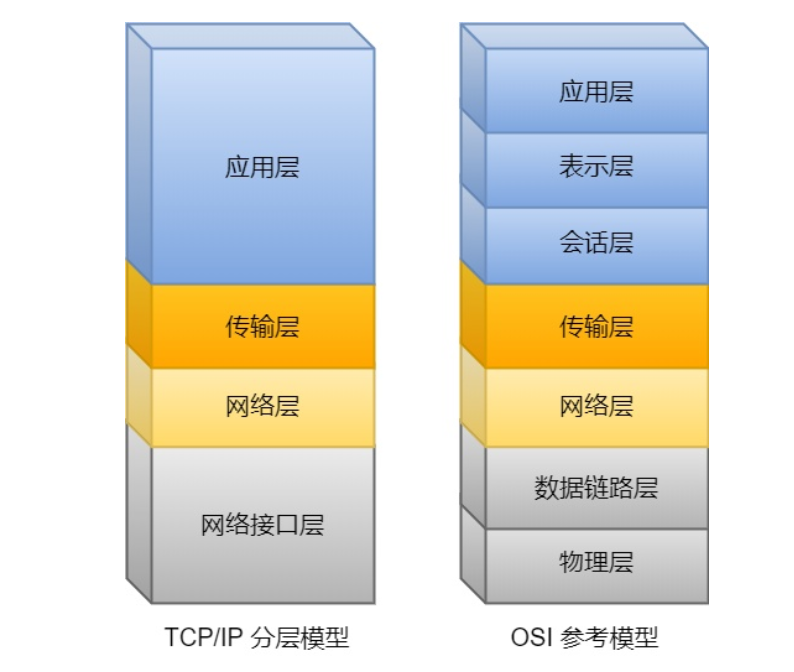 应用层
传输层
网络层
网络接口层
TCP/IP 分层模型
应用层
表示层
会话层
传输层
网络层
数据链路层
物理层
OSI 参考模型